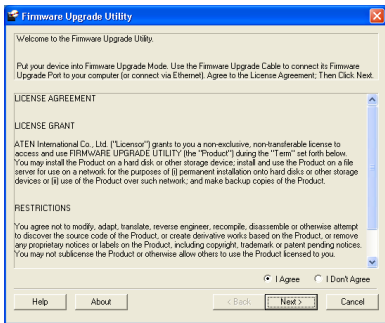 Firmware Upgrade Utility
Welcome to the Firmware Upgrade Utility.
Put your device into Firmware Upgrade Mode. Use the Firmware Upgrade Cable to connect its Firmware
Upgrade Port to your computer (or connect via Ethernet). Agree to the License Agreement; Then Click Next.
LICENSE AGREEMENT
LICENSE GRANT
ATEN International Co., Ltd. ("Licensor") grants to you a non-exclusive, non-transferable license to
access and use FIRMWARE UPGRADE UTILITY (the "Product") during the "Term" set forth below.
You may install the Product on a hard disk or other storage device; install and use the Product on a file
server for use on a network for the purposes of (i) permanent installation onto hard disks or other storage
devices or (ii) use of the Product over such network; and make backup copies of the Product.
RESTRICTIONS
You agree not to modify, adapt, translate, reverse engineer, recompile, disassemble or otherwise attempt
to discover the source code of the Product, or create derivative works based on the Product, or remove
any proprietary notices or labels on the Product, including copyright, trademark or patent pending notices.
You may not sublicense the Product or otherwise allow others to use the Product licensed to you.
I Agree I Don't Agree
Help About < Back Next > Cancel